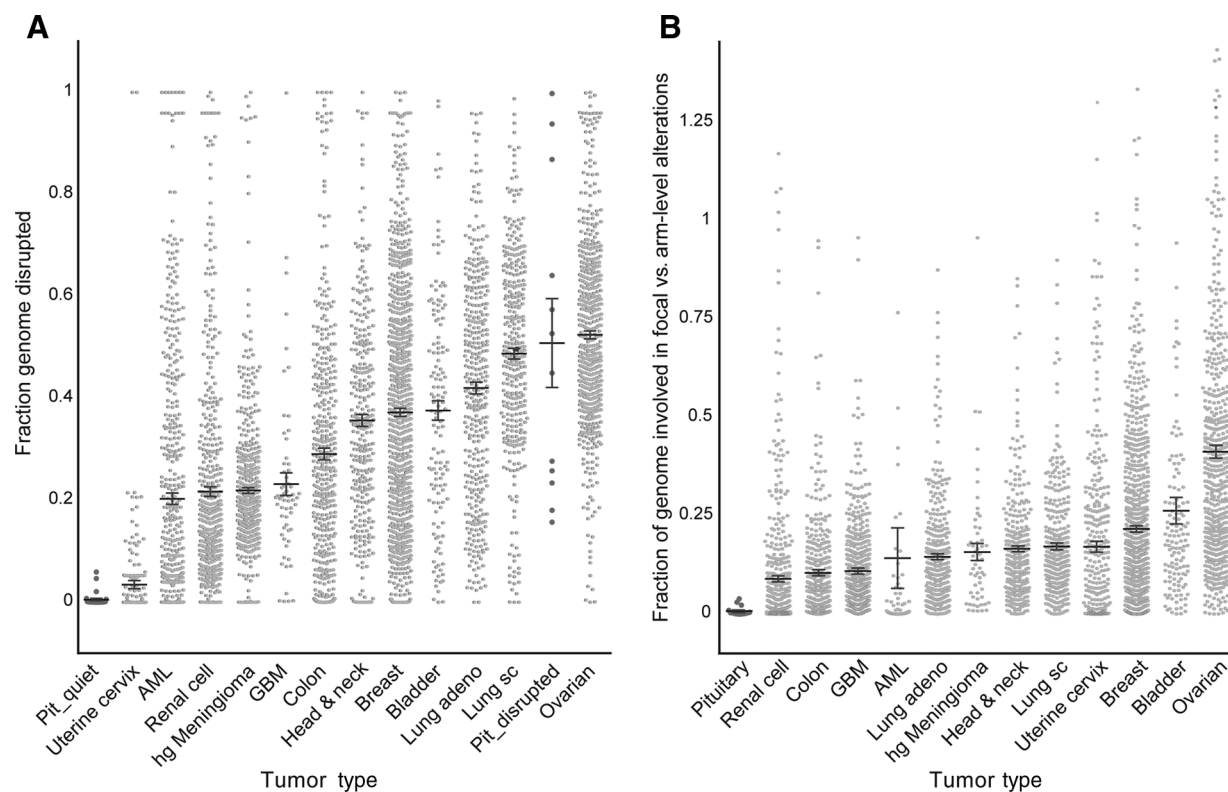 A
Fraction genome disrupted
1
0.8
0.6
0.4
0.2
0
Pit_quiet
Uterine cervix
AML
Renal cell
hg Meningioma
GBM
Colon
Head & neck
Breast
Bladder
Lung adeno
Lung sc
Pit_disrupted
Ovarian
Tumor type
B
Fraction of genome involved in focal vs. arm-level alterations
1.25
1
0.75
0.5
0.25
0
Pituitary
Renal cell
Colon
GBM
AML
Lung adeno
hg Meningioma
Head & neck
Lung sc
Uterine cervix
Breast
Bladder
Ovarian
Tumor type